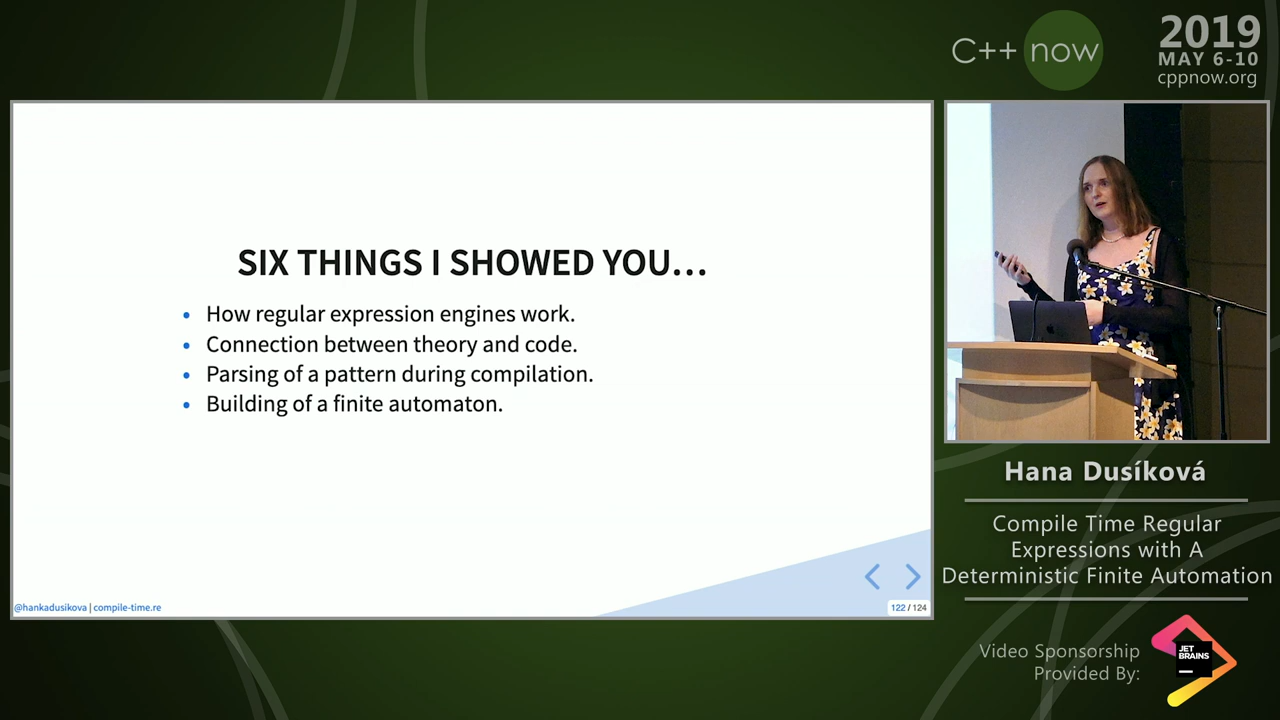 C++ now
2019
MAY 6-10
cppnow.org
SIX THINGS I SHOWED YOU...
• How regular expression engines work.
• Connection between theory and code.
• Parsing of a pattern during compilation.
• Building of a finite automaton.
@hankadusikova | compile-time.re
122 / 124
Hana Dusíková
Compile Time Regular
Expressions with A
Deterministic Finite Automation
Video Sponsorship
Provided By:
JET
BRAINS